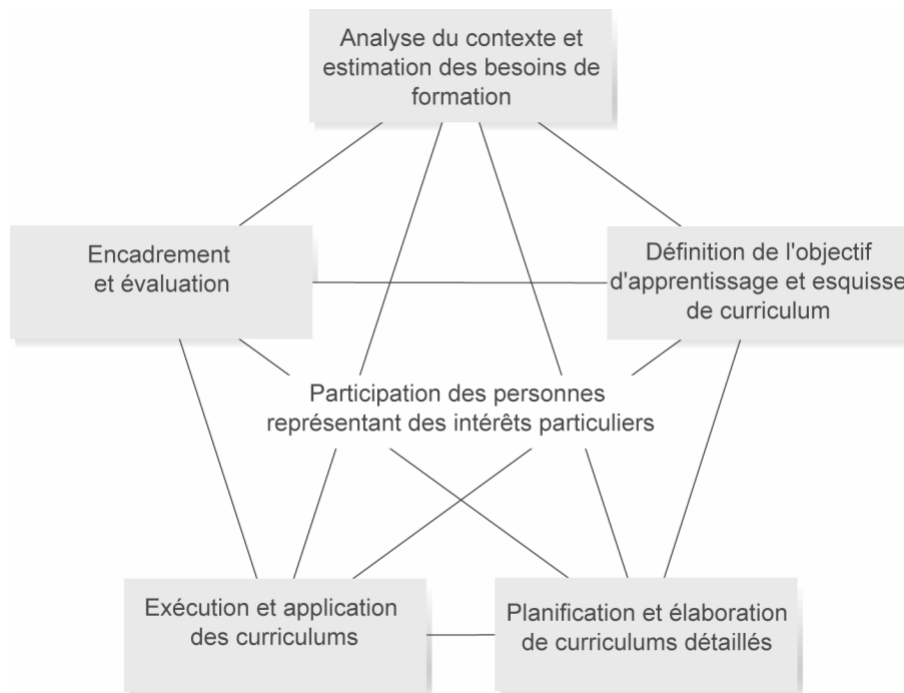 Analyse du contexte et
estimation des besoins de
formation
Encadrement
et évaluation
Définition de l'objectif
d'apprentissage et esquisse
de curriculum
Participation des personnes
représentant des intérêts particuliers
Exécution et application
des curriculums
Planification et élaboration
de curriculums détaillés